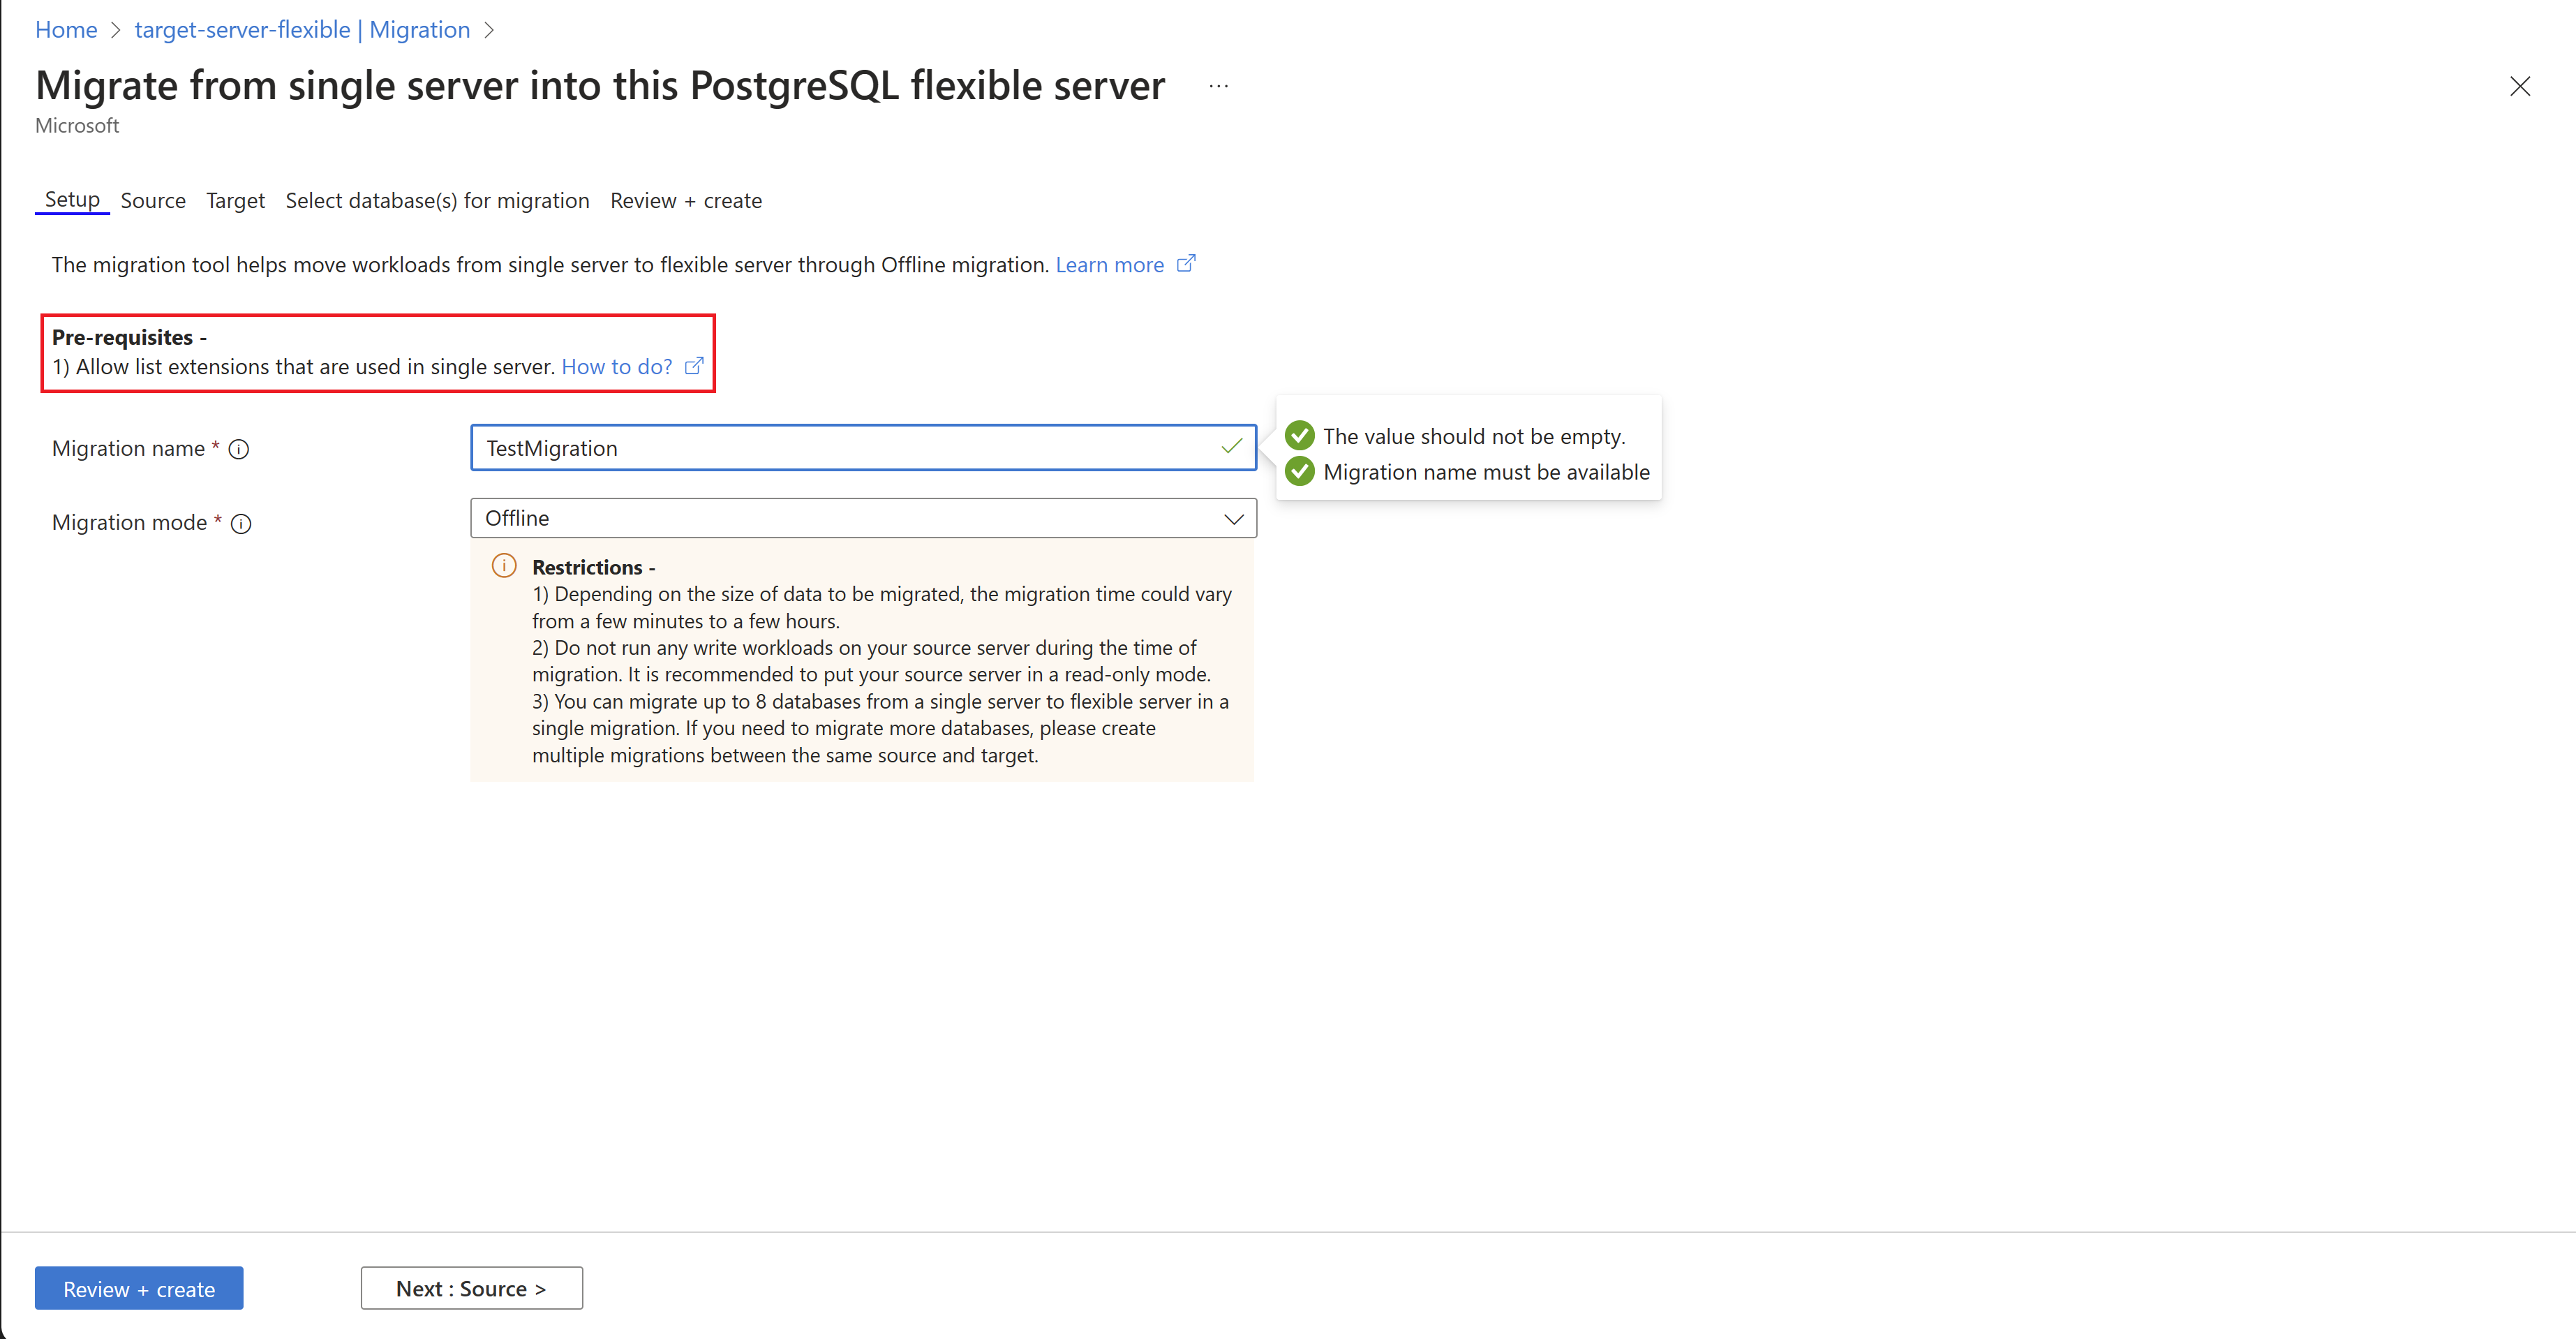 Home > target-server-flexible | Migration >
Migrate from single server into this PostgreSQL flexible server ...
Microsoft
Setup Source Target Select database(s) for migration Review + create
The migration tool helps move workloads from single server to flexible server through Offline migration. Learn more
Pre-requisites -
1) Allow list extensions that are used in single server. How to do?
Migration name * TestMigration
The value should not be empty.
Migration name must be available
Migration mode * Offline
Restrictions -
1) Depending on the size of data to be migrated, the migration time could vary
from a few minutes to a few hours.
2) Do not run any write workloads on your source server during the time of
migration. It is recommended to put your source server in a read-only mode.
3) You can migrate up to 8 databases from a single server to flexible server in a
single migration. If you need to migrate more databases, please create
multiple migrations between the same source and target.
Review + create Next : Source >